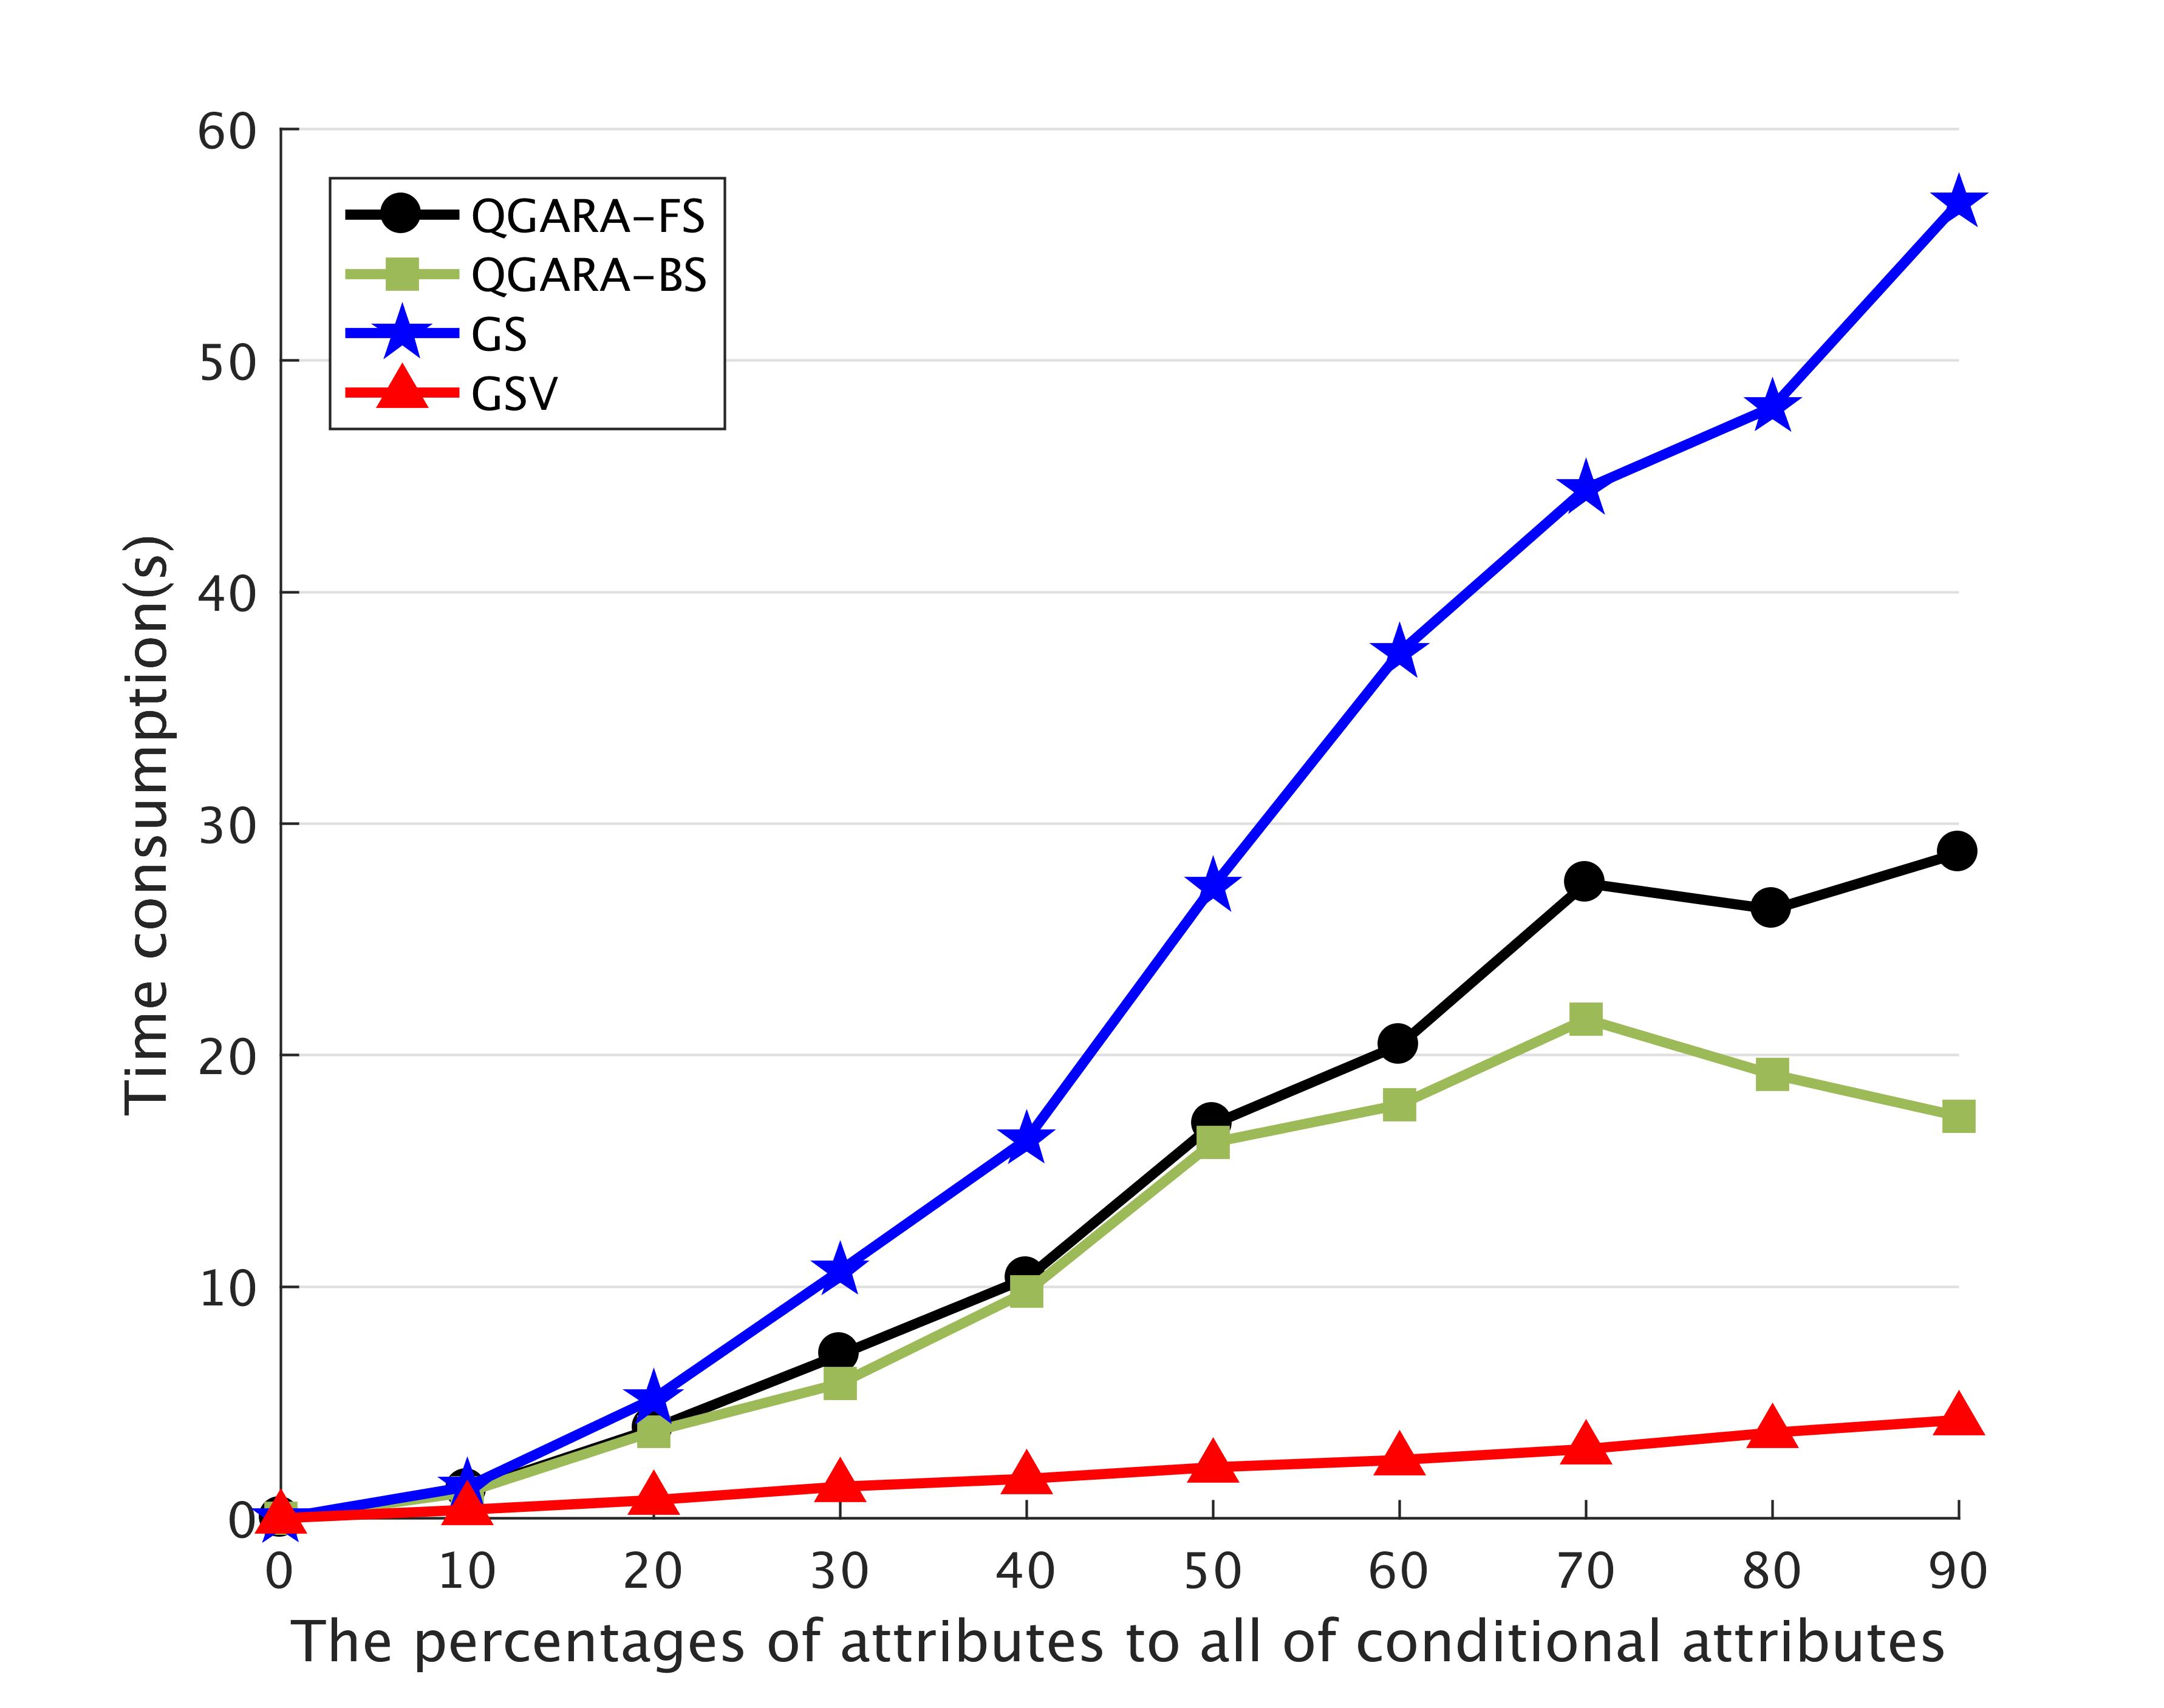 60
50
40
30
20
10
0
Time consumption(s)
QGARA-FS
QGARA-BS
GS
GSV
0 10 20 30 40 50 60 70 80 90
The percentages of attributes to all of conditional attributes